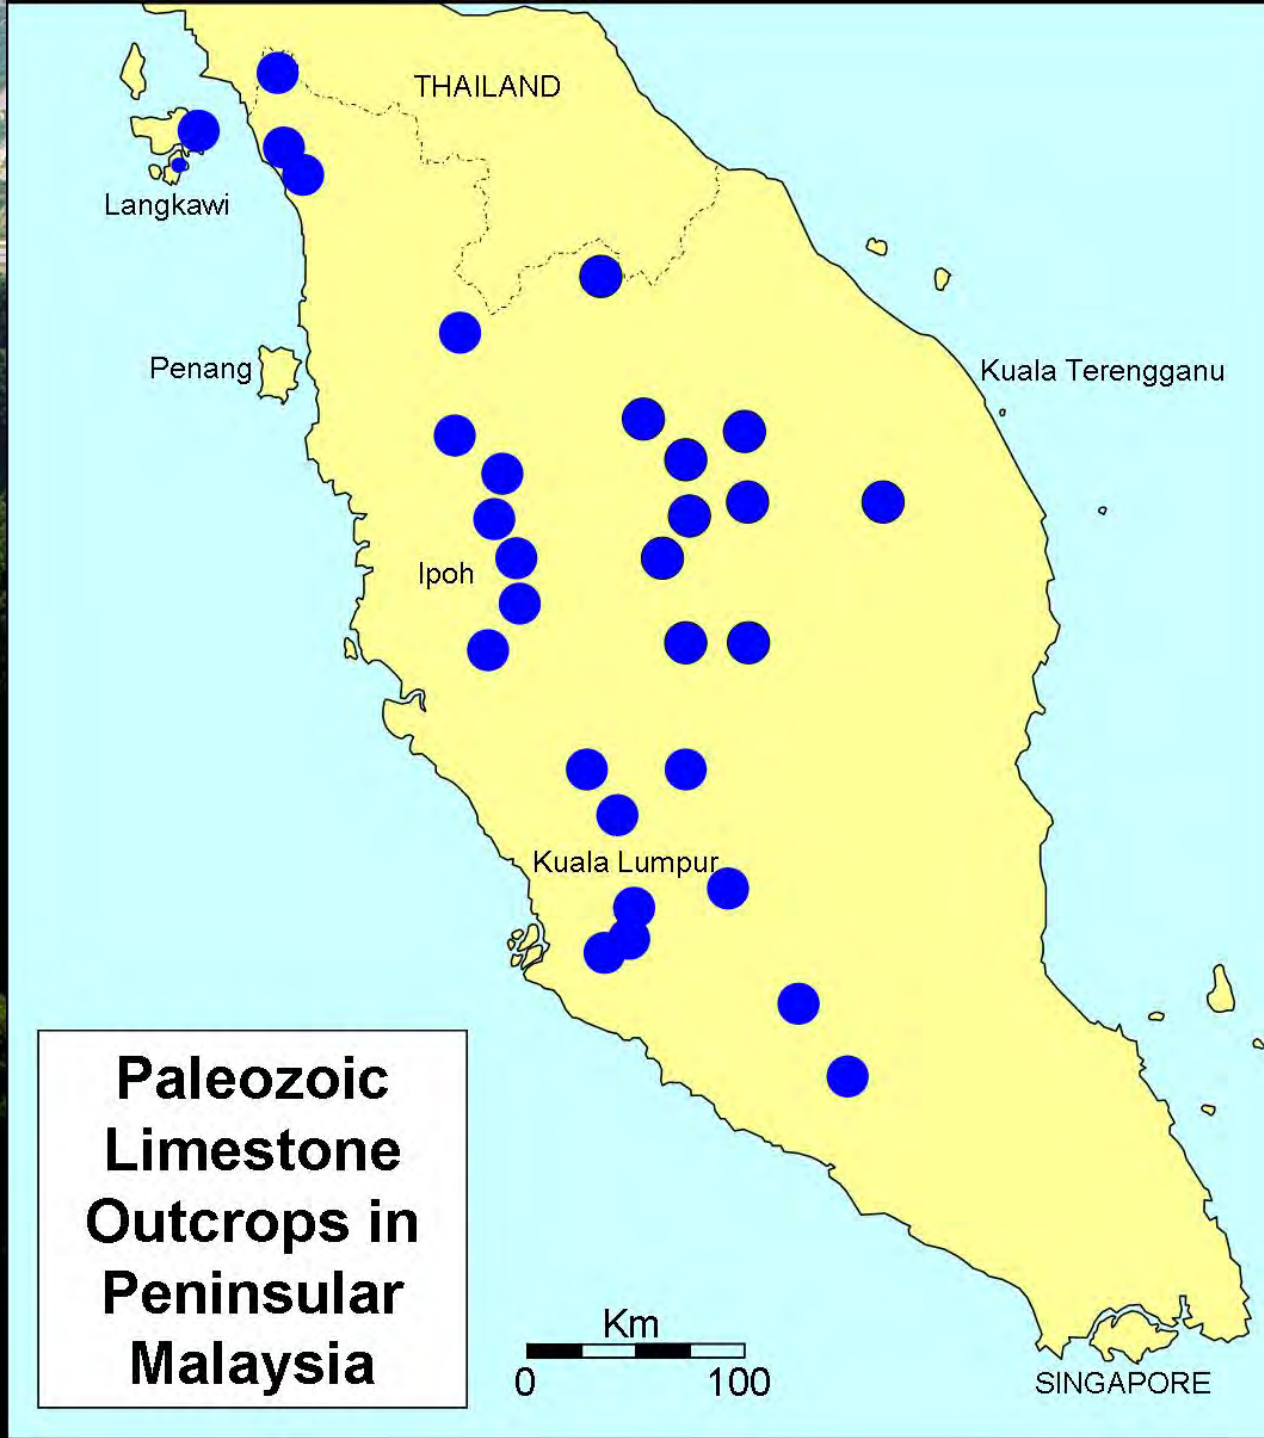 THAILAND
Langkawi
Penang
Kuala Terengganu
Ipoh
Kuala Lumpur
Paleozoic
Limestone
Outcrops in
Peninsular
Malaysia
Km
0 100
SINGAPORE